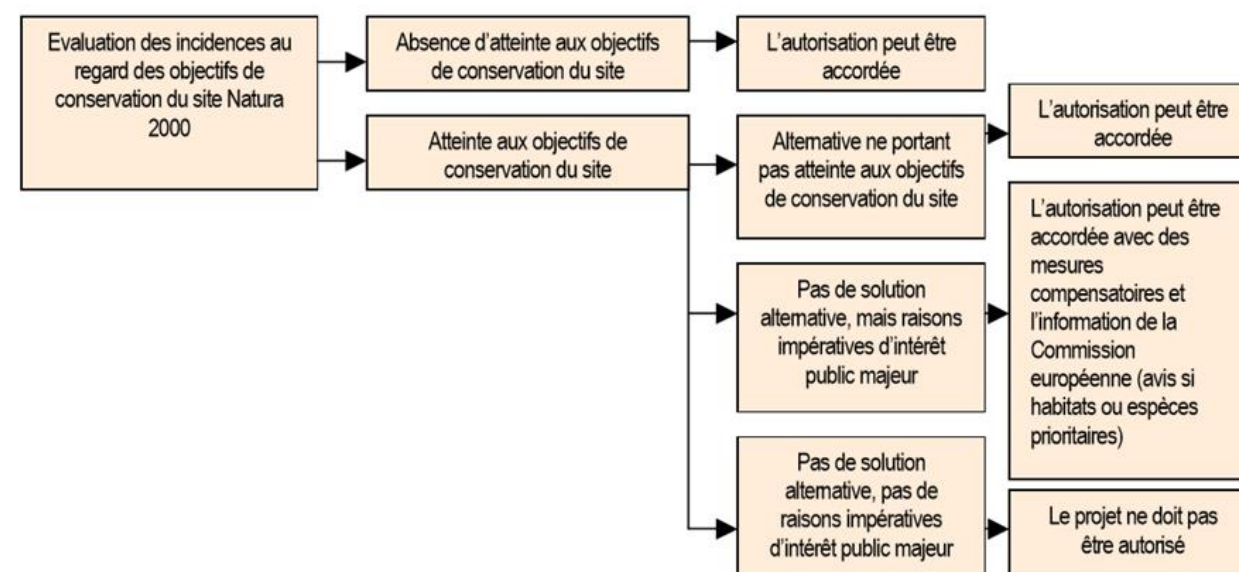 Evaluation des incidences au
regard des objectifs de
conservation du site Natura
2000
Absence d'atteinte aux objectifs
de conservation du site
L'autorisation peut être
accordée
Atteinte aux objectifs de
conservation du site
Alternative ne portant
pas atteinte aux objectifs
de conservation du site
L'autorisation peut être
accordée
Pas de solution
alternative, mais raisons
impératives d'intérêt
public majeur
L'autorisation peut être
accordée avec des
mesures
compensatoires et
l'information de la
Commission
européenne (avis si
habitats ou espèces
prioritaires)
Pas de solution
alternative, pas de
raisons impératives
d'intérêt public majeur
Le projet ne doit pas
être autorisé